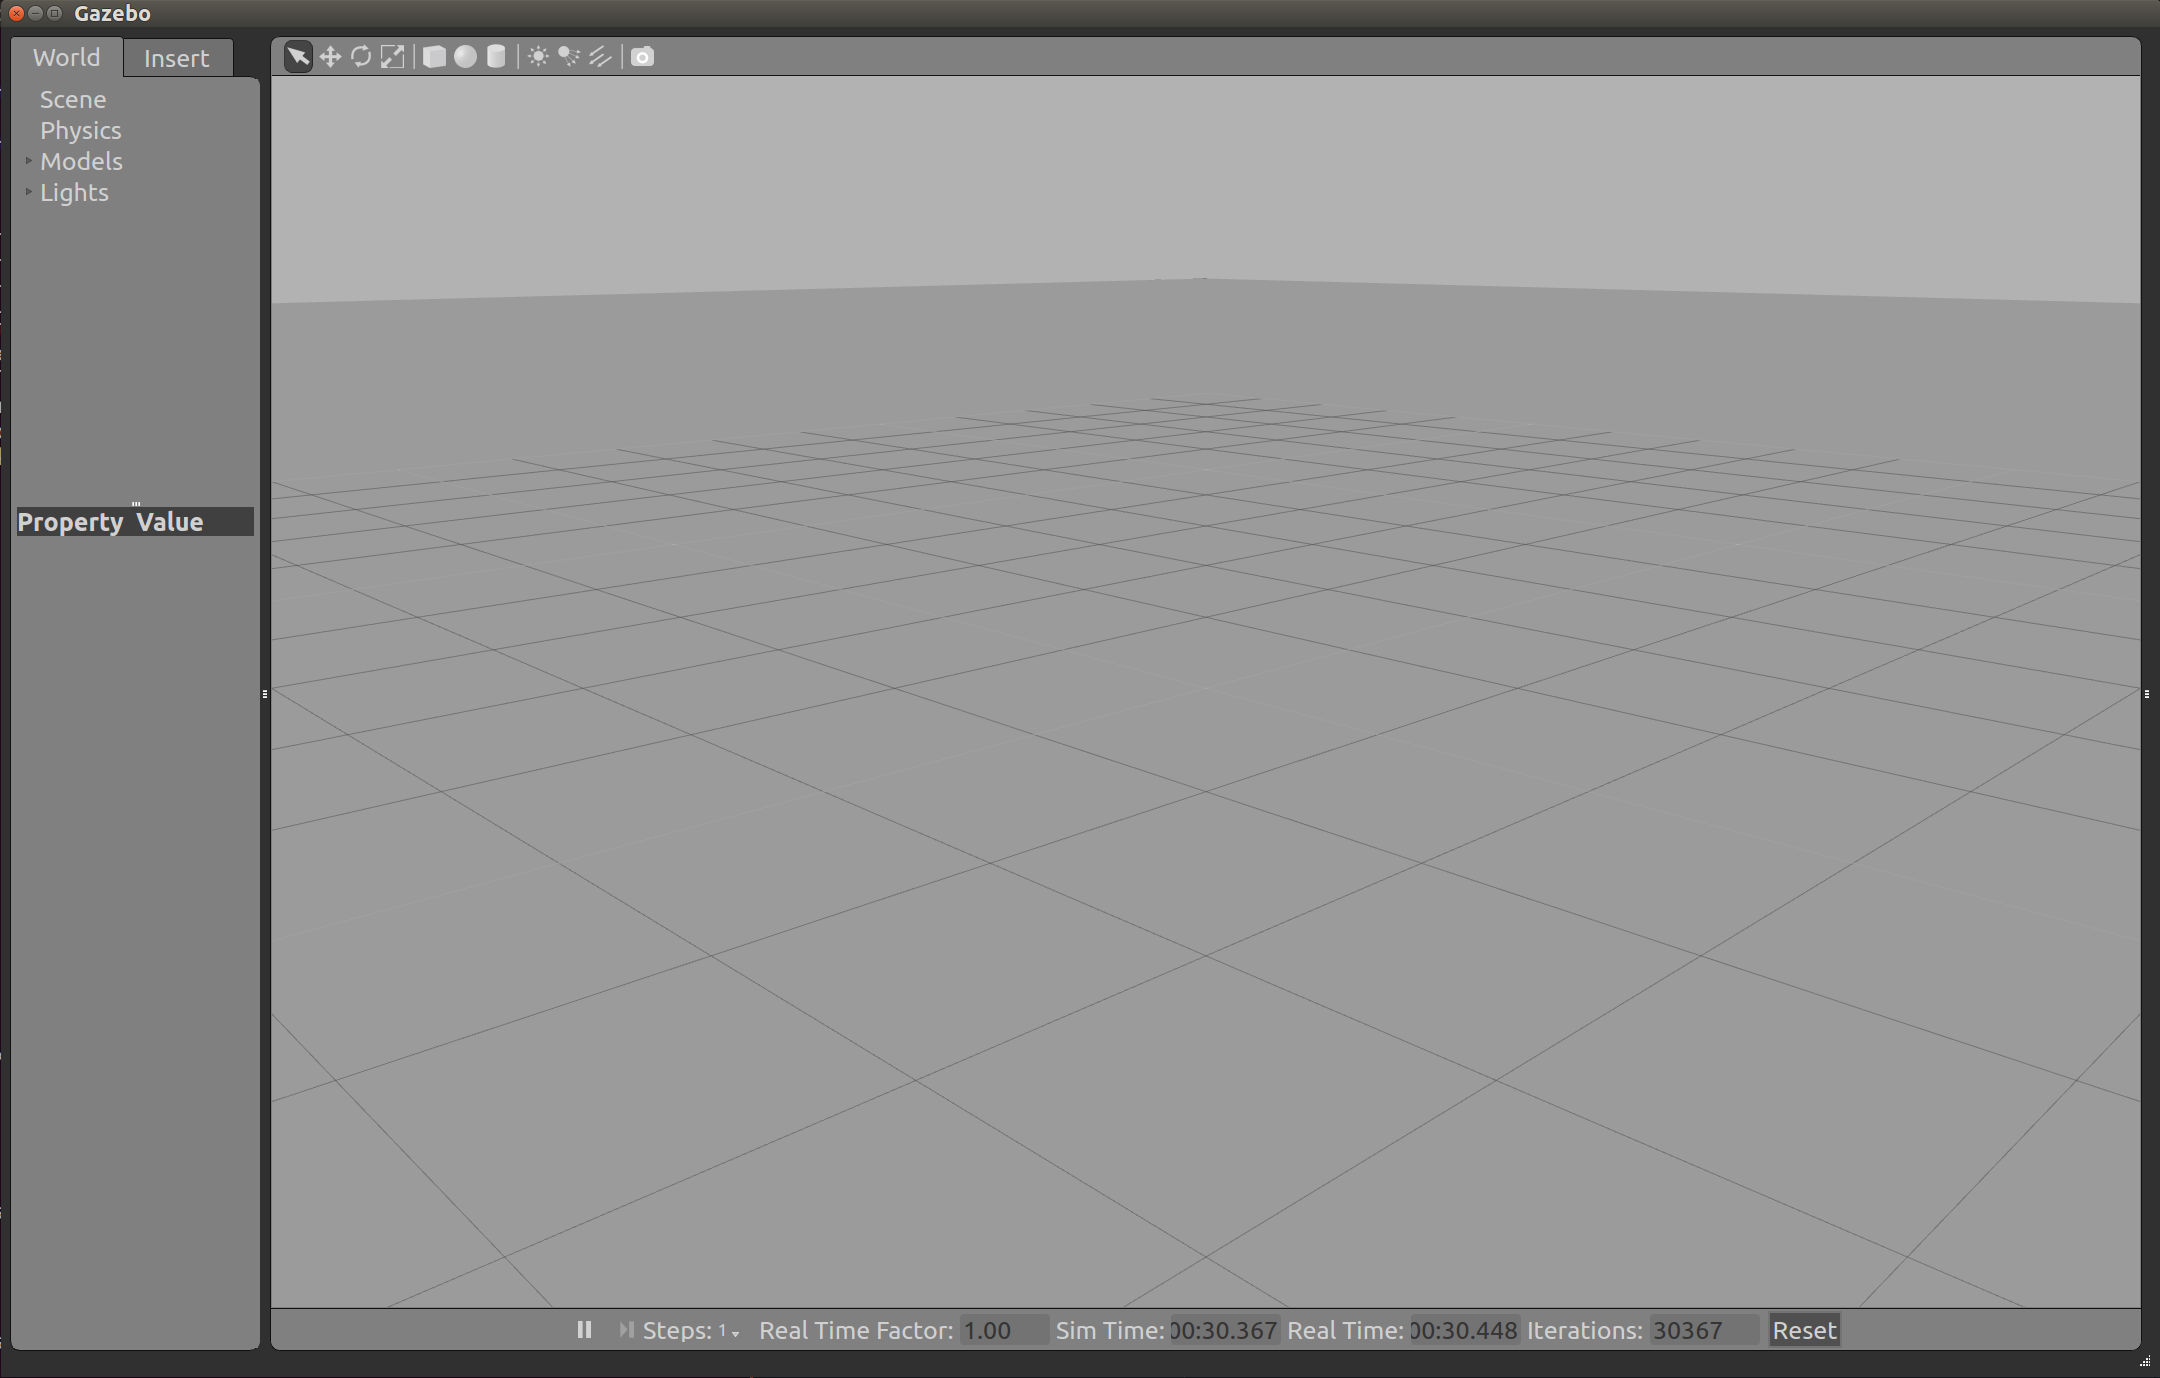 Gazebo
World Insert
Scene
Physics
Models
Lights
Property Value
Steps: 1 Real Time Factor: 1.00 Sim Time: 00:30.367 Real Time: 00:30.448 Iterations: 30367 Reset